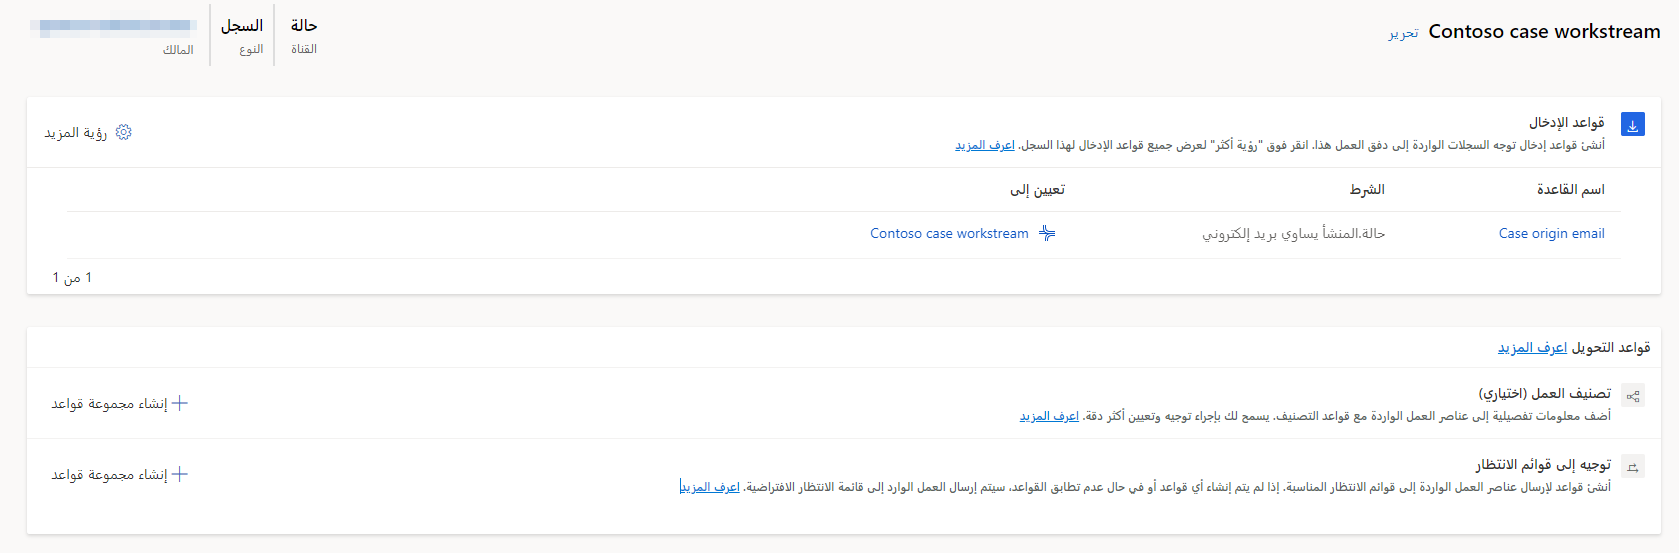 Contoso case workstream تحرير
حالة
القناة
السجل
النوع
المالك
قواعد الإدخال
أنشئ قواعد إدخال توجه السجلات الواردة إلى دفق العمل هذا. انقر فوق "رؤية أكثر" لعرض جميع قواعد الإدخال لهذا السجل. اعرف المزيد
رؤية المزيد
اسم القاعدة الشرط تعيين إلى
Case origin email حالة.المنشأ يساوي بريد إلكتروني Contoso case workstream
1 من 1
قواعد التحويل اعرف المزيد
تصنيف العمل (اختياري)
أضف معلومات تفصيلية إلى عناصر العمل الواردة مع قواعد التصنيف. يسمح لك بإجراء توجيه وتعيين أكثر دقة. اعرف المزيد
إنشاء مجموعة قواعد
توجيه إلى قوائم الانتظار
أنشئ قواعد لإرسال عناصر العمل الواردة إلى قوائم الانتظار المناسبة. إذا لم يتم إنشاء أي قواعد أو في حال عدم تطابق القواعد، سيتم إرسال العمل الوارد إلى قائمة الانتظار الافتراضية. اعرف المزيد
إنشاء مجموعة قواعد